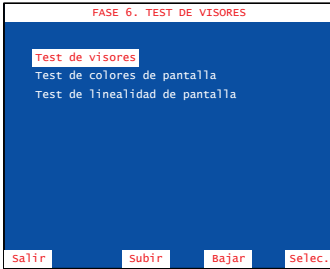 FASE 6. TEST DE VISORES
Test de visores
Test de colores de pantalla
Test de linealidad de pantalla
Salir Subir Bajar Selec.